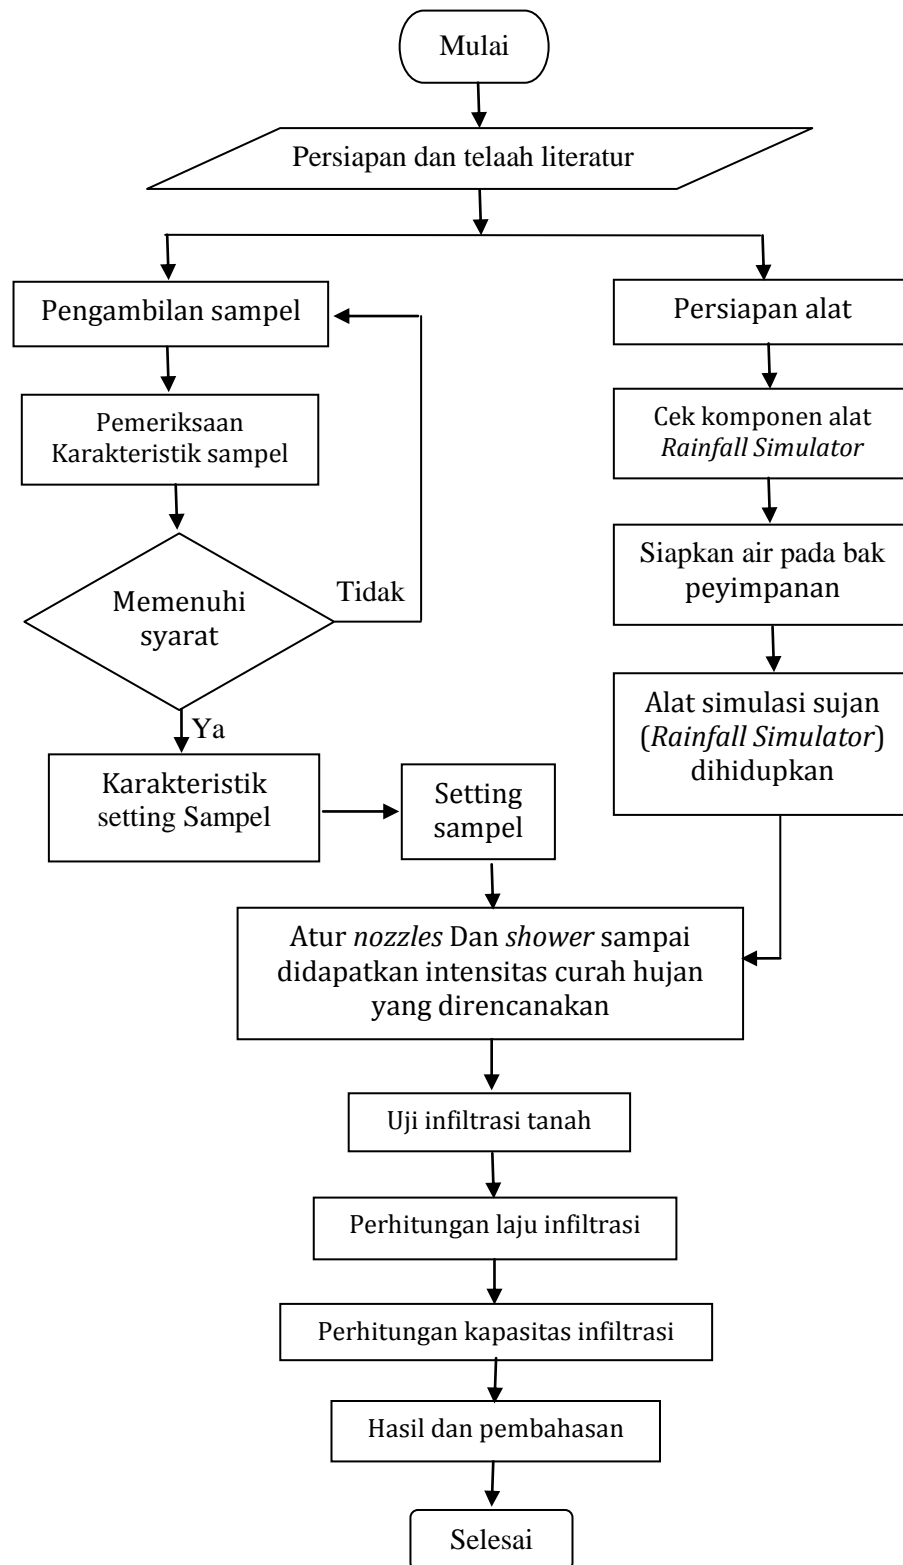 Mulai
Persiapan dan telaah literatur
Pengambilan sampel
Persiapan alat
Pemeriksaan
Karakteristik sampel
Cek komponen alat
Rainfall Simulator
Memenuhi
syarat
Tidak
Siapkan air pada bak
peyimpanan
Ya
Alat simulasi sujan
(Rainfall Simulator)
dihidupkan
Karakteristik
setting Sampel
Setting
sampel
Atur nozzles Dan shower sampai
didapatkan intensitas curah hujan
yang direncanakan
Uji infiltrasi tanah
Perhitungan laju infiltrasi
Perhitungan kapasitas infiltrasi
Hasil dan pembahasan
Selesai